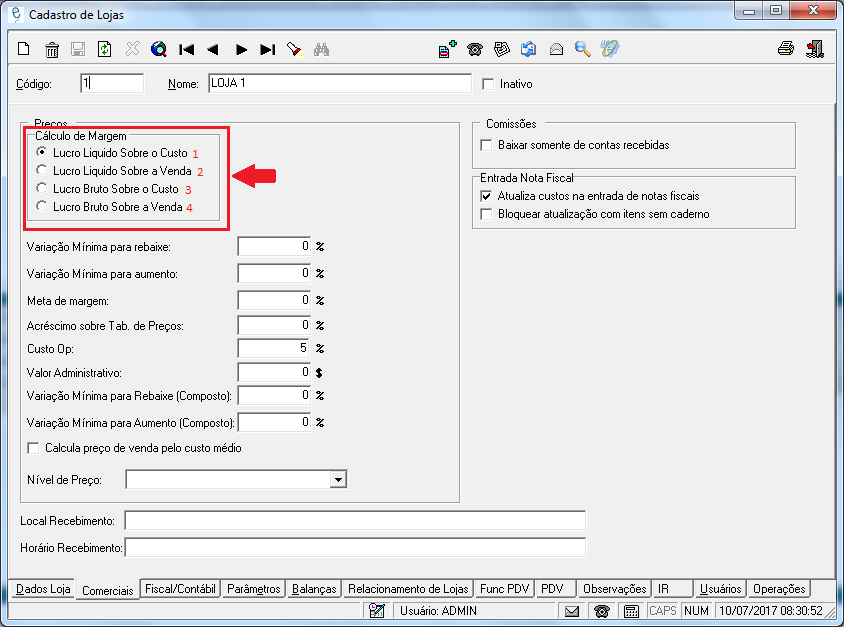 Cadastro de Lojas
Código: 1 Nome: LOJA 1 Inativo
Preços
Cálculo de Margem
Lucro Liquido Sobre o Custo 1
Lucro Liquido Sobre a Venda 2
Lucro Bruto Sobre o Custo 3
Lucro Bruto Sobre a Venda 4
Variação Mínima para rebaixe: 0 %
Variação Mínima para aumento: 0 %
Meta de margem: 0 %
Acréscimo sobre Tab. de Preços: 0 %
Custo Op: 5 %
Valor Administrativo: 0 $
Variação Mínima para Rebaixe (Composto): 0 %
Variação Mínima para Aumento (Composto): 0 %
Calcula preço de venda pelo custo médio
Nível de Preço:
Comissões
Baixar somente de contas recebidas
Entrada Nota Fiscal
Atualiza custos na entrada de notas fiscais
Bloquear atualização com itens sem caderno
Local Recebimento:
Horário Recebimento:
Dados Loja Comerciais Fiscal/Contábil Parâmetros Balanças Relacionamento de Lojas Func PDV PDV Observações IR Usuários Operações
Usuário: ADMIN CAPS NUM 10/07/2017 08:30:52